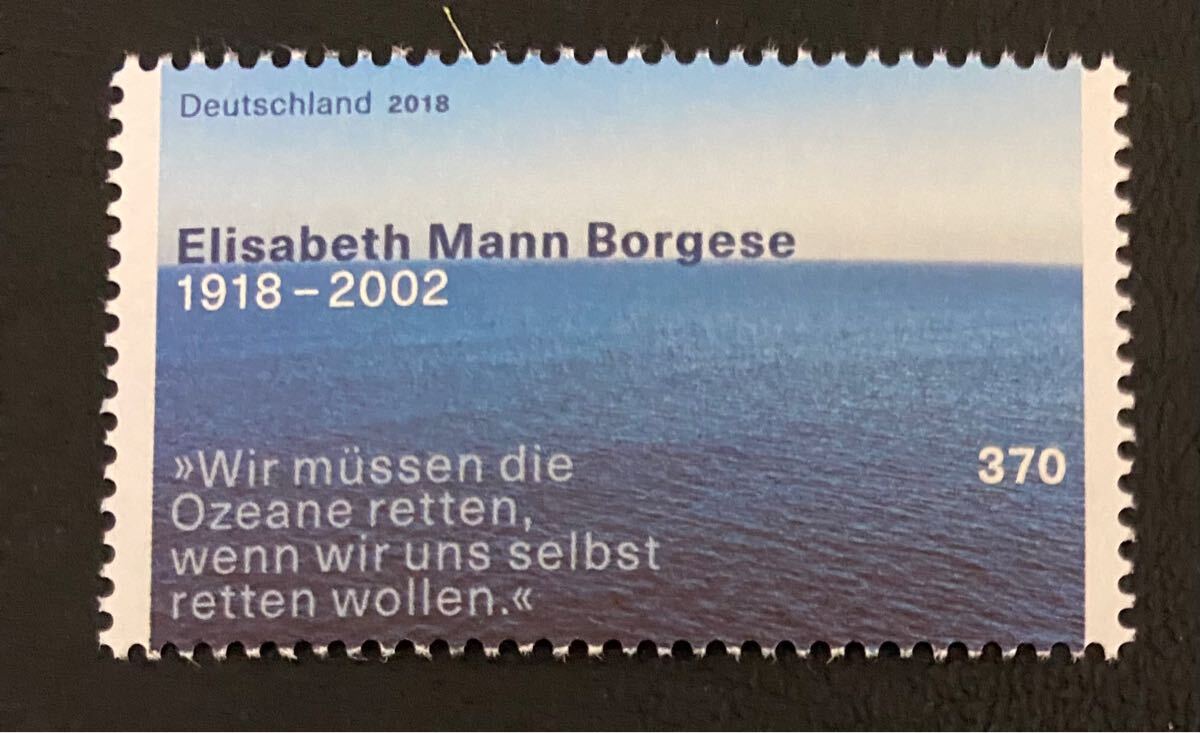 Deutschland 2018
Elisabeth Mann Borgese
1918 – 2002
»Wir müssen die
Ozeane retten,
wenn wir uns selbst
retten wollen.«
370